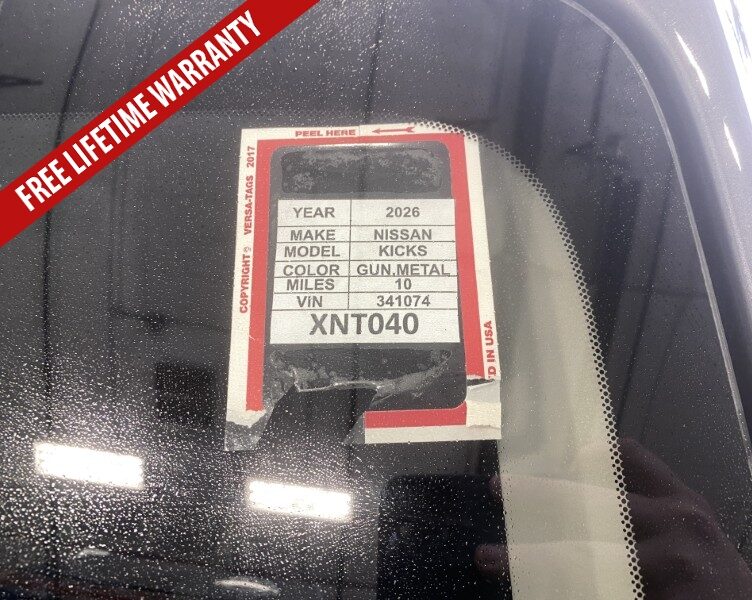 FREE LIFETIME WARRANTY
PEEL HERE
COPYRIGHT© VERSA-TAGS 2017
YEAR 2026
MAKE NISSAN
MODEL KICKS
COLOR GUN,METAL
MILES 10
VIN 341074
XNT040
D IN USA